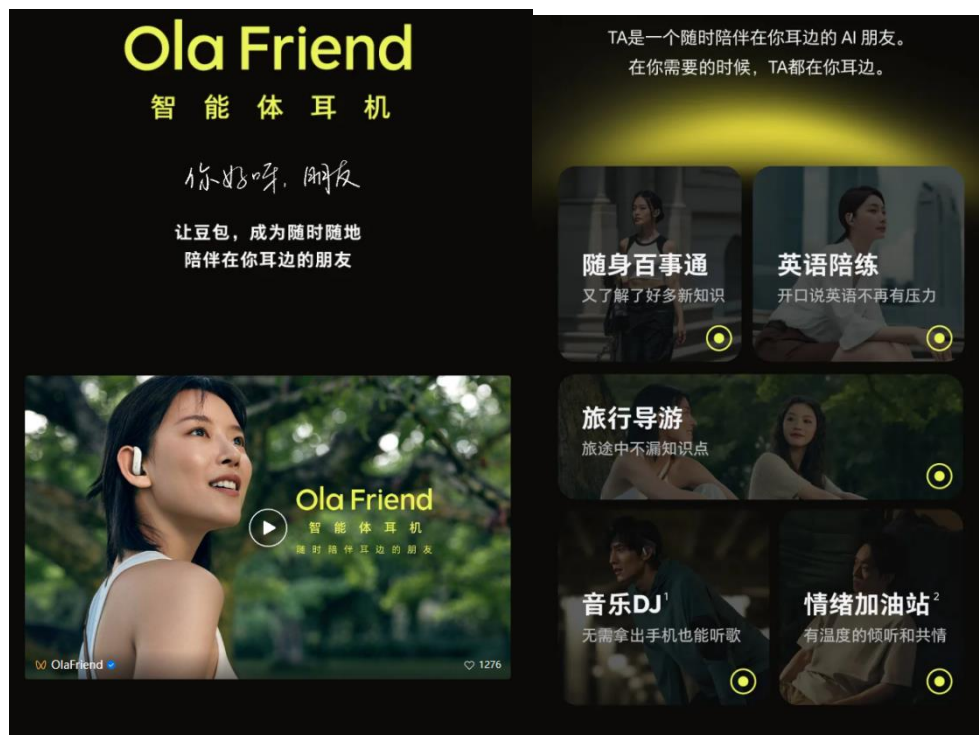 Ola Friend
智能体耳机
你好呀，朋友
让豆包，成为随时随地
陪伴在你耳边的朋友
Ola Friend
智能体耳机
随时陪伴耳边的朋友
OlaFriend
1276
TA是一个随时陪伴在你耳边的 AI 朋友。
在你需要的时候，TA都在你耳边。
随身百事通
又了解了好多新知识
英语陪练
开口说英语不再有压力
旅行导游
旅途中不漏知识点
音乐DJ1
无需拿出手机也能听歌
情绪加油站2
有温度的倾听和共情